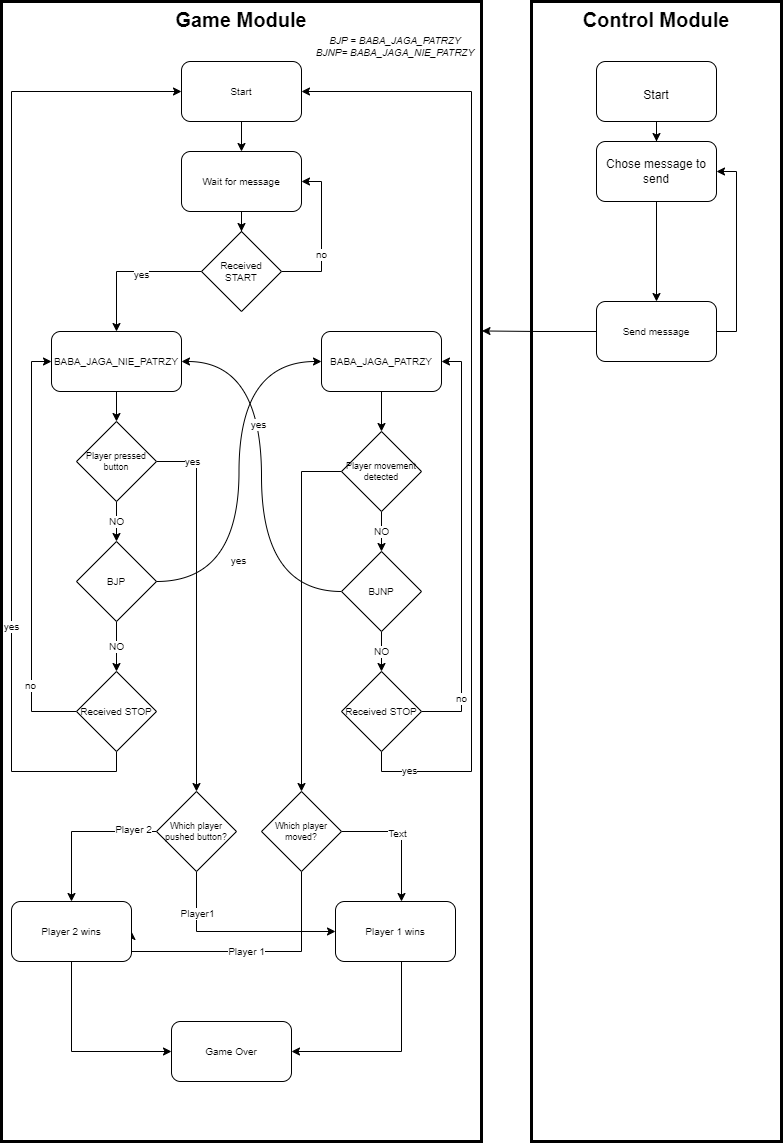 Game Module
Control Module
BJP = BABA_JAGA_PATRZY
BJNP= BABA_JAGA_NIE_PATRZY
Start
Start
Wait for message
Chose message to
send
no
Received
START
yes
BABA_JAGA_NIE_PATRZY
BABA_JAGA_PATRZY
Send message
yes
Player pressed
button
yes
Player movement
detected
NO
NO
yes
BJP
BJNP
yes
NO
NO
no
no
Received STOP
Received STOP
yes
Player 2
Which player
pushed button?
Which player
moved?
Text
Player1
Player 2 wins
Player 1 wins
Player 1
Game Over